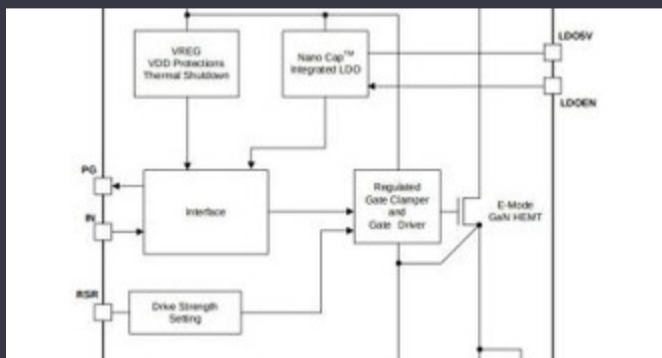 VREG
VDD Protections
Thermal Shutdown
Nano Cap™
Integrated LDO
LDO5V
LDOEN
PG
IN
Interface
Regulated
Gate Clamper
and
Gate Driver
E-Mode
GaN HEMT
RSR
Drive Strength
Setting